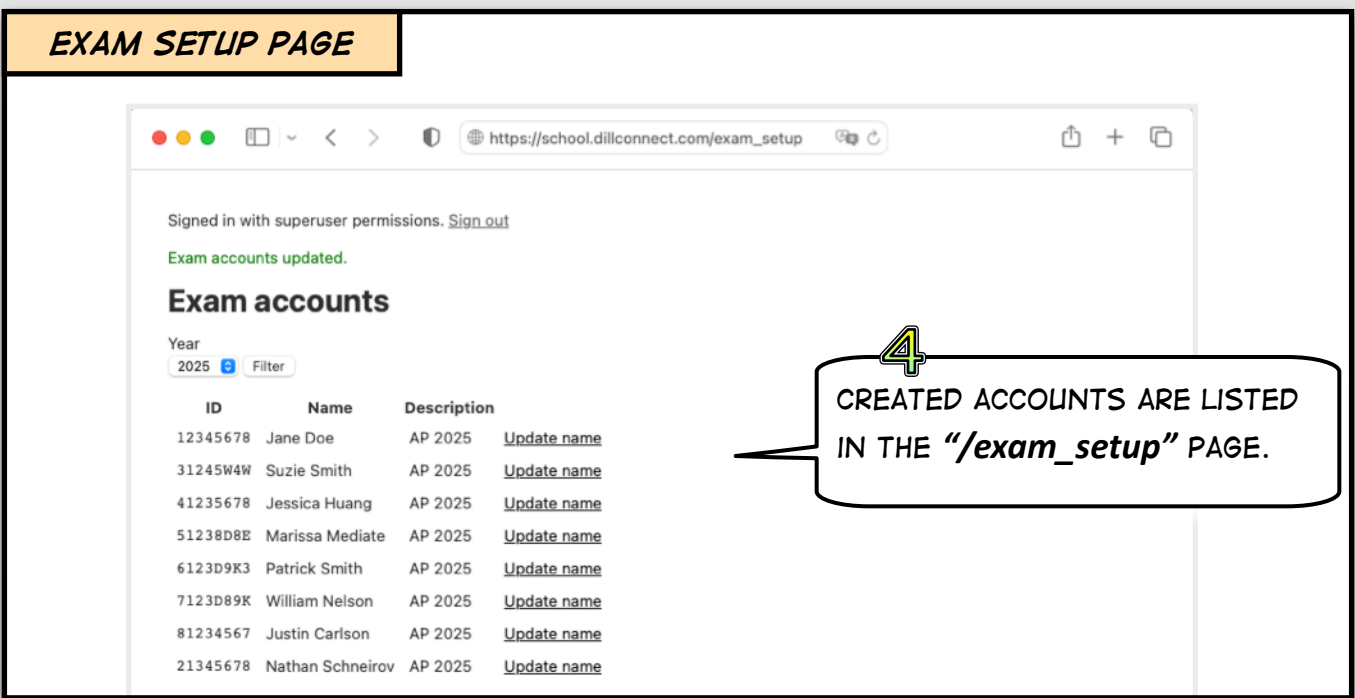 EXAM SETUP PAGE
https://school.dillconnect.com/exam_setup
Signed in with superuser permissions. Sign out
Exam accounts updated.
Exam accounts
Year
2025 Filter
ID Name Description
12345678 Jane Doe AP 2025 Update name
31245W4W Suzie Smith AP 2025 Update name
41235678 Jessica Huang AP 2025 Update name
51238D8E Marissa Mediate AP 2025 Update name
6123D9K3 Patrick Smith AP 2025 Update name
7123D89K William Nelson AP 2025 Update name
81234567 Justin Carlson AP 2025 Update name
21345678 Nathan Schneirov AP 2025 Update name
4
CREATED ACCOUNTS ARE LISTED
IN THE “/exam_setup” PAGE.